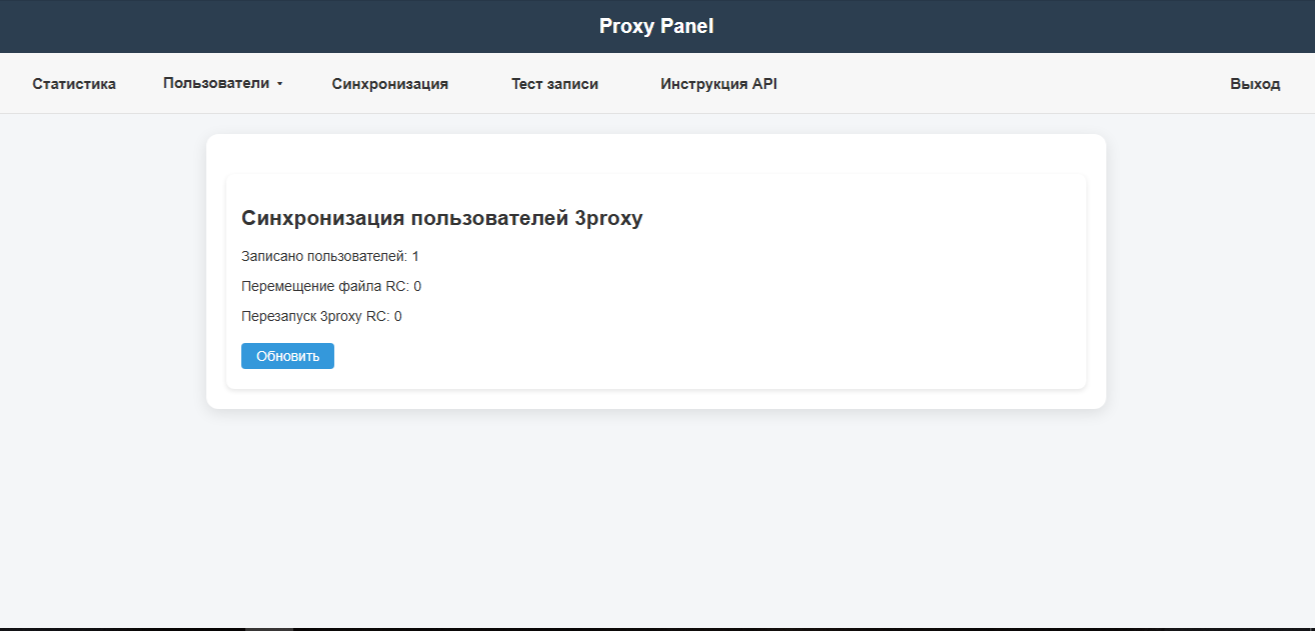 Proxy Panel
Статистика Пользователи Синхронизация Тест записи Инструкция API Выход
Синхронизация пользователей 3proxy
Записано пользователей: 1
Перемещение файла RC: 0
Перезапуск 3proxy RC: 0
Обновить